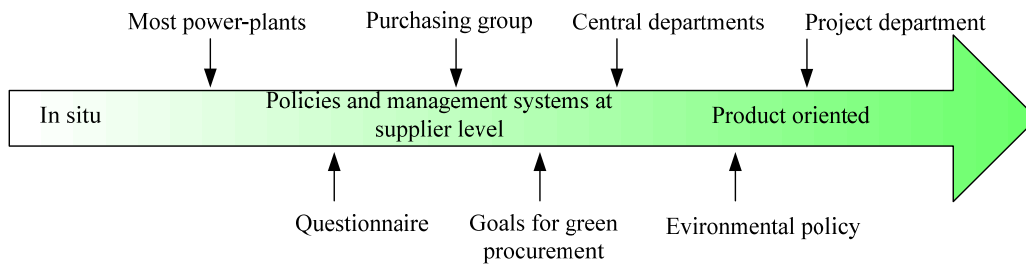 Most power-plants
Purchasing group
Central departments
Project department
In situ
Policies and management systems at
supplier level
Product oriented
Questionnaire
Goals for green
procurement
Evironmental policy